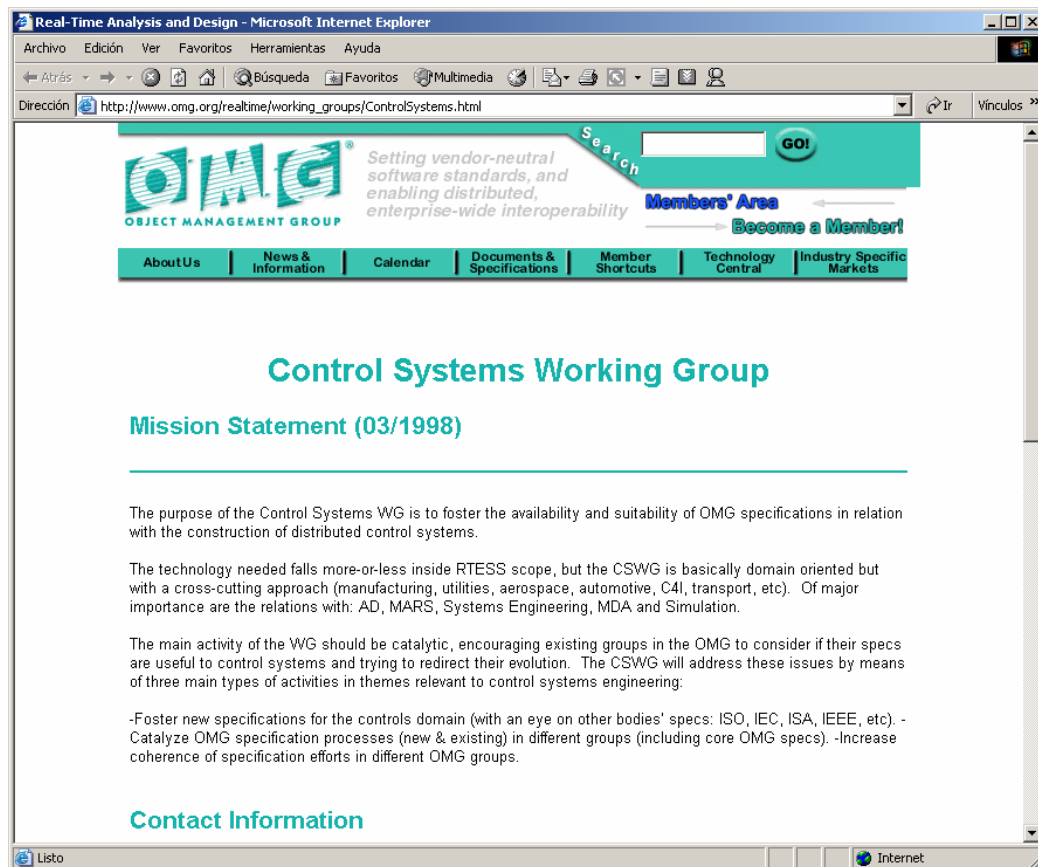 Real-Time Analysis and Design - Microsoft Internet Explorer
Archivo Edición Ver Favoritos Herramientas Ayuda
Atrás Búsqueda Favoritos Multimedia
Dirección http://www.omg.org/realtime/working_groups/ControlSystems.html Ir Vínculos »
Search GO!
OMG®
OBJECT MANAGEMENT GROUP
Setting vendor-neutral
software standards, and
enabling distributed,
enterprise-wide interoperability
Members' Area
Become a Member!
About Us News & Information Calendar Documents & Specifications Member Shortcuts Technology Central Industry Specific Markets
Control Systems Working Group
Mission Statement (03/1998)
The purpose of the Control Systems WG is to foster the availability and suitability of OMG specifications in relation
with the construction of distributed control systems.
The technology needed falls more-or-less inside RTESS scope, but the CSWG is basically domain oriented but
with a cross-cutting approach (manufacturing, utilities, aerospace, automotive, C4I, transport, etc). Of major
importance are the relations with: AD, MARS, Systems Engineering, MDA and Simulation.
The main activity of the WG should be catalytic, encouraging existing groups in the OMG to consider if their specs
are useful to control systems and trying to redirect their evolution. The CSWG will address these issues by means
of three main types of activities in themes relevant to control systems engineering:
-Foster new specifications for the controls domain (with an eye on other bodies' specs: ISO, IEC, ISA, IEEE, etc). -
Catalyze OMG specification processes (new & existing) in different groups (including core OMG specs). -Increase
coherence of specification efforts in different OMG groups.
Contact Information
Listo Internet